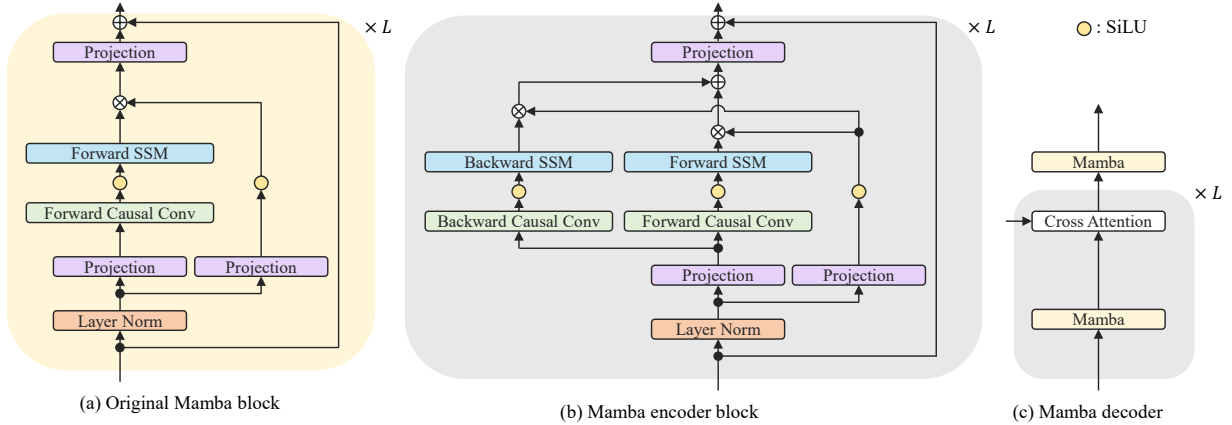 × L
Projection
Forward SSM
Forward Causal Conv
Projection
Projection
Layer Norm
(a) Original Mamba block
× L
Projection
Backward SSM
Forward SSM
Backward Causal Conv
Forward Causal Conv
Projection
Projection
Layer Norm
(b) Mamba encoder block
: SiLU
Mamba
× L
Cross Attention
Mamba
(c) Mamba decoder